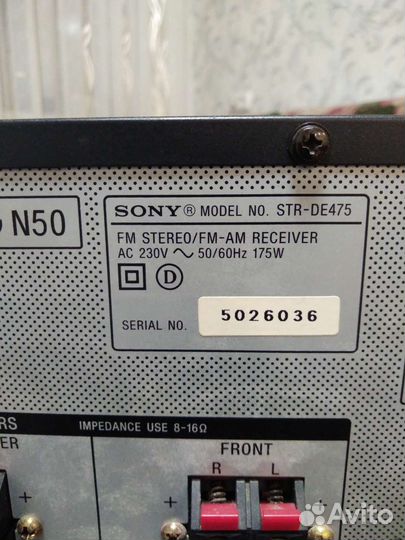 N50
SONY® MODEL NO. STR-DE475
FM STEREO/FM-AM RECEIVER
AC 230V ~ 50/60Hz 175W
D
SERIAL NO. 5026036
IMPEDANCE USE 8-16Ω
FRONT
R L
+
+
Avito